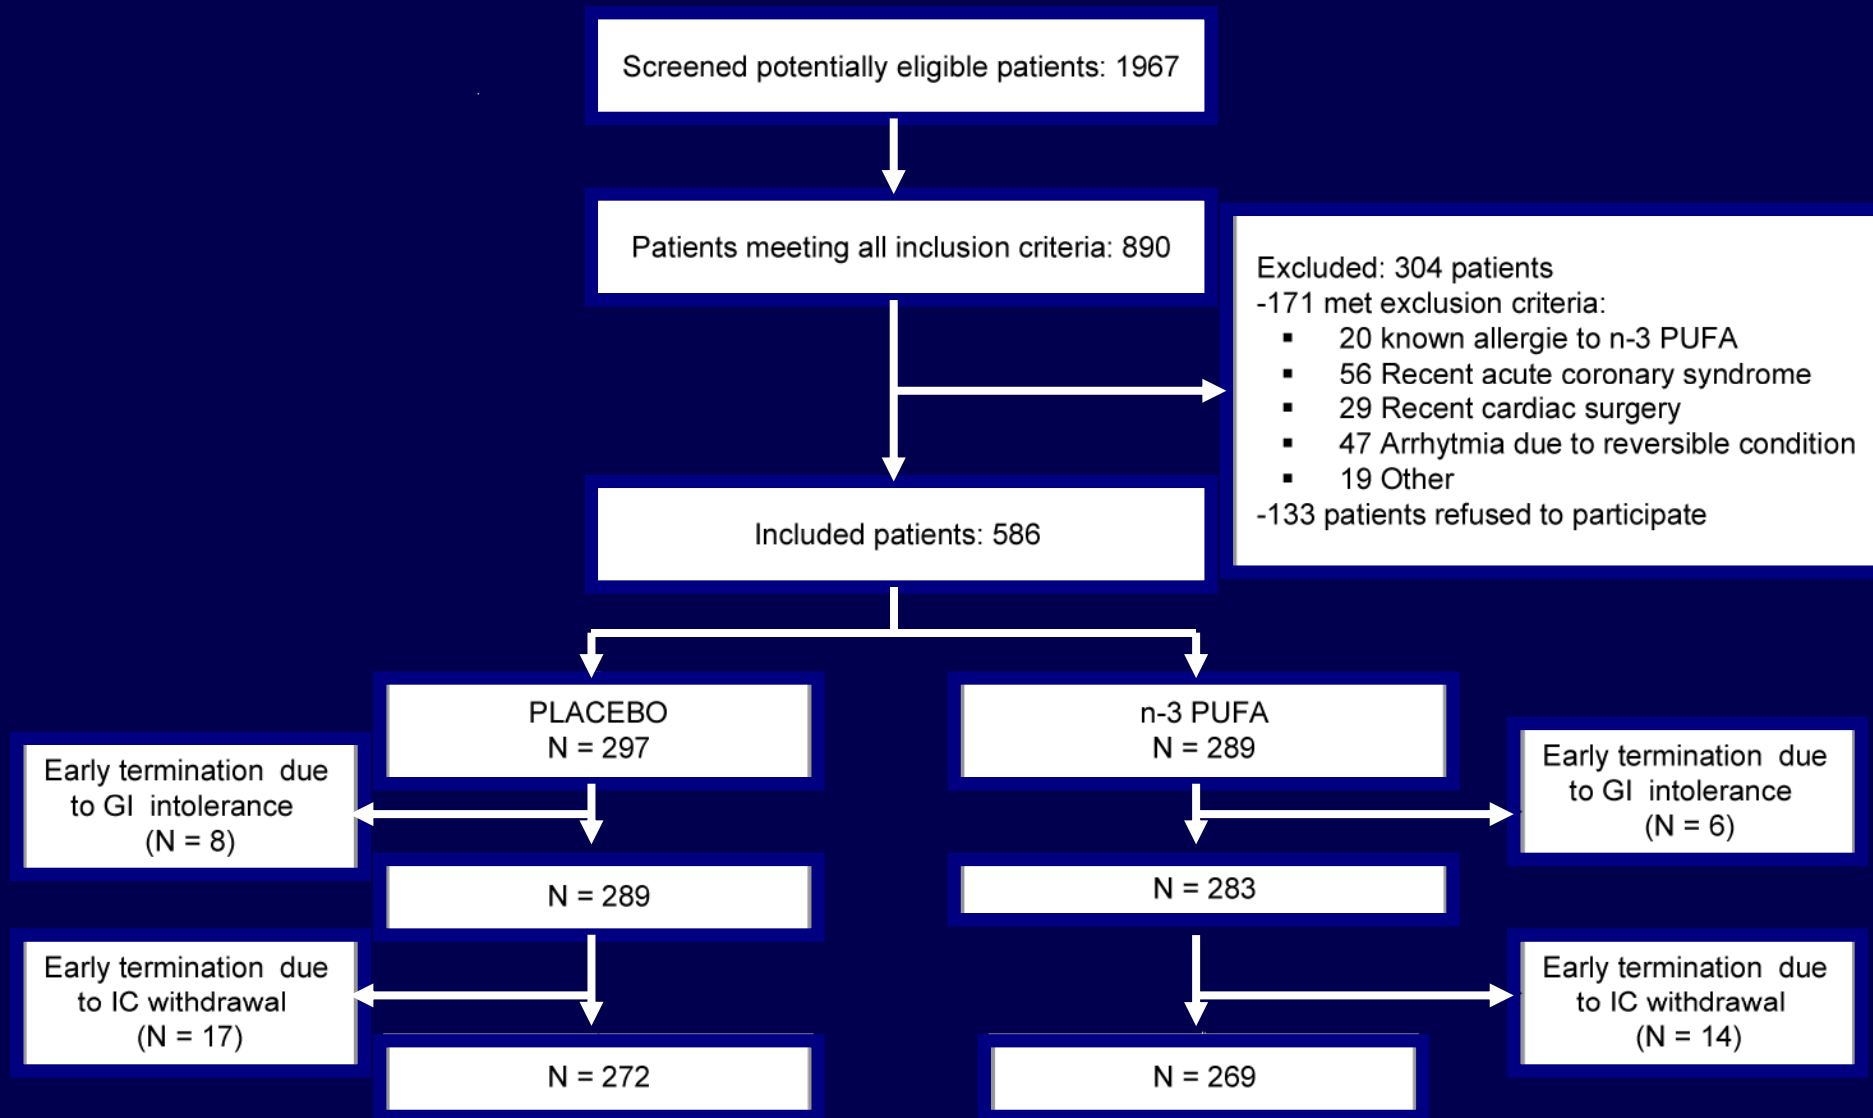 Screened potentially eligible patients: 1967
Patients meeting all inclusion criteria: 890
Excluded: 304 patients
-171 met exclusion criteria:
▪ 20 known allergie to n-3 PUFA
▪ 56 Recent acute coronary syndrome
▪ 29 Recent cardiac surgery
▪ 47 Arrhytmia due to reversible condition
▪ 19 Other
-133 patients refused to participate
Included patients: 586
PLACEBO
N = 297
n-3 PUFA
N = 289
Early termination due
to GI intolerance
(N = 8)
Early termination due
to GI intolerance
(N = 6)
N = 289
N = 283
Early termination due
to IC withdrawal
(N = 17)
Early termination due
to IC withdrawal
(N = 14)
N = 272
N = 269